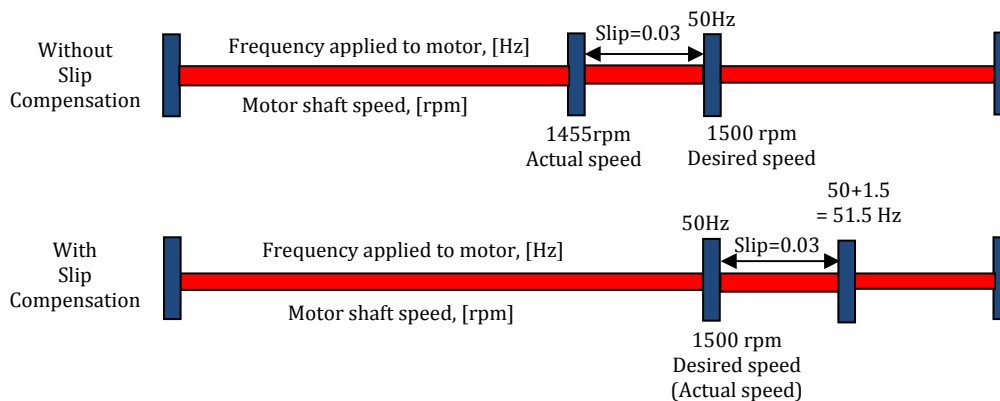 Without
Slip
Compensation
Frequency applied to motor, [Hz]
Motor shaft speed, [rpm]
Slip=0.03
50Hz
1455rpm
Actual speed
1500 rpm
Desired speed
With
Slip
Compensation
Frequency applied to motor, [Hz]
Motor shaft speed, [rpm]
50Hz
Slip=0.03
50+1.5
= 51.5 Hz
1500 rpm
Desired speed
(Actual speed)